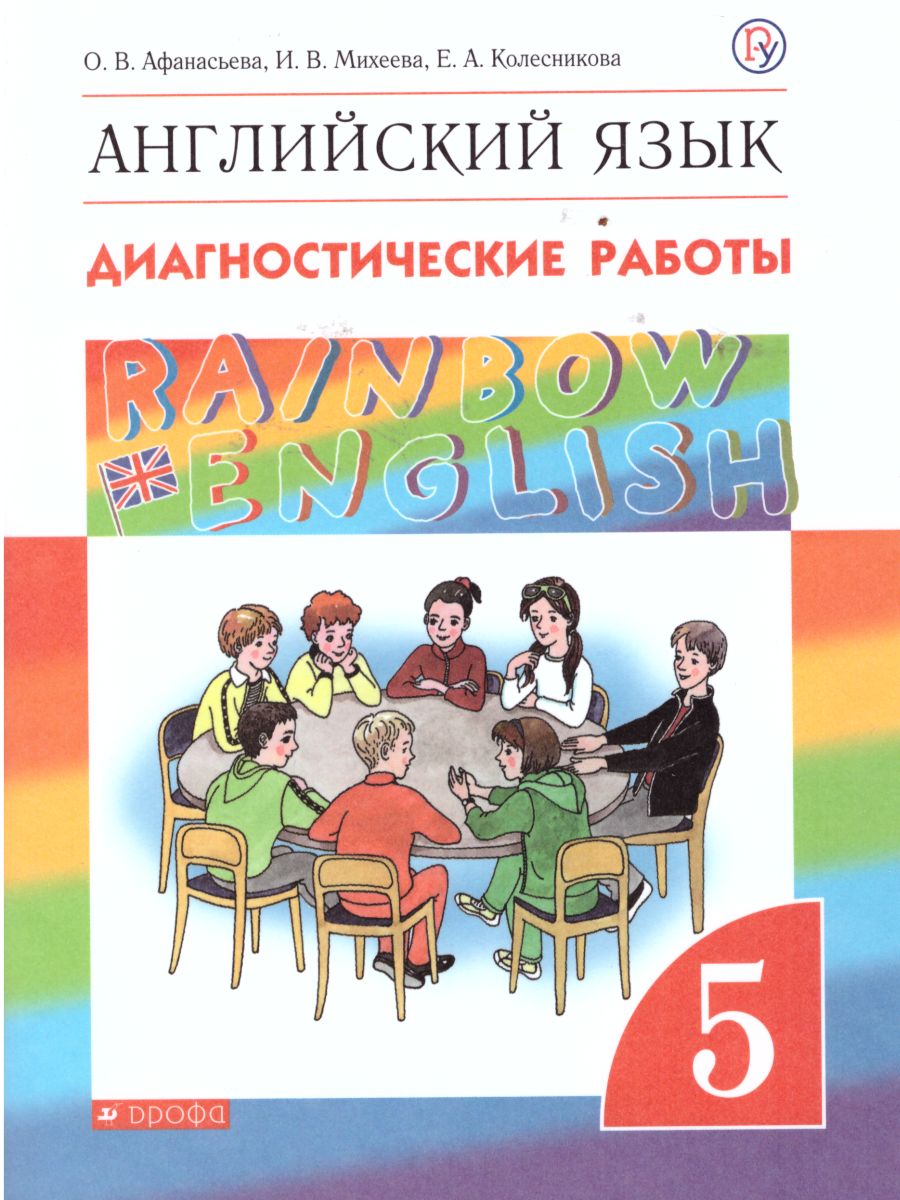 О. В. Афанасьева, И. В. Михеева, Е. А. Колесникова
р-у
АНГЛИЙСКИЙ ЯЗЫК
ДИАГНОСТИЧЕСКИЕ РАБОТЫ
RAINBOW
ENGLISH
5
ДРОФА